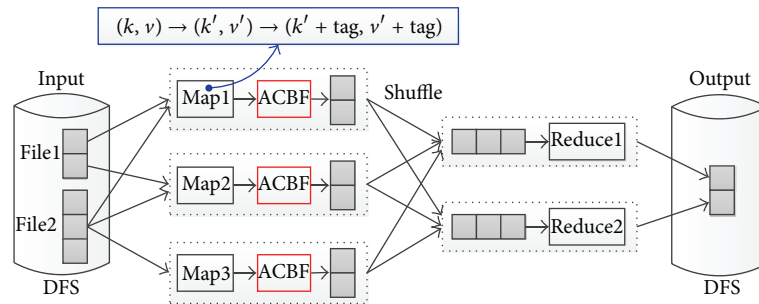 (k, v) → (k′, v′) → (k′ + tag, v′ + tag)
Input
File1
File2
DFS
Map1
ACBF
Map2
ACBF
Map3
ACBF
Shuffle
Reduce1
Reduce2
Output
DFS